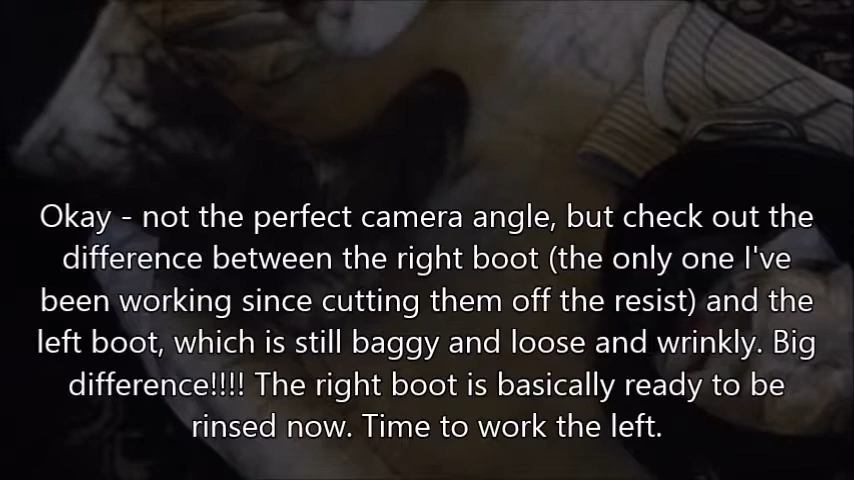 Okay - not the perfect camera angle, but check out the
difference between the right boot (the only one I've
been working since cutting them off the resist) and the
left boot, which is still baggy and loose and wrinkly. Big
difference!!!! The right boot is basically ready to be
rinsed now. Time to work the left.